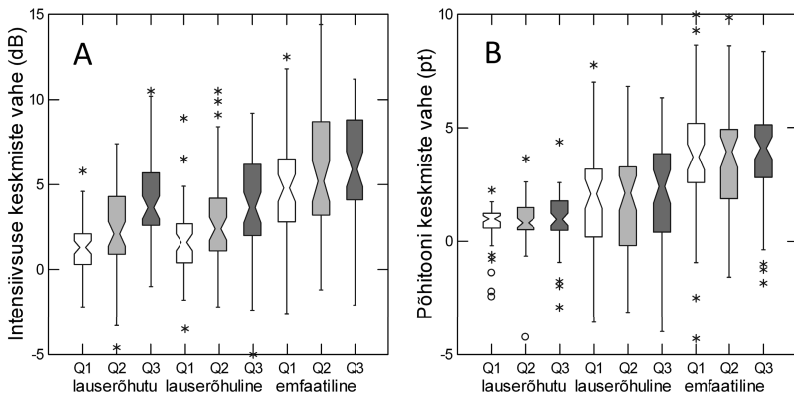 A
Intensiivsuse keskmiste vahe (dB)
15
10
5
0
-5
Q1 Q2 Q3 Q1 Q2 Q3 Q1 Q2 Q3
lauserõhutu lauserõhuline emfaatiline
B
Põhitooni keskmiste vahe (pt)
10
5
0
-5
Q1 Q2 Q3 Q1 Q2 Q3 Q1 Q2 Q3
lauserõhutu lauserõhuline emfaatiline